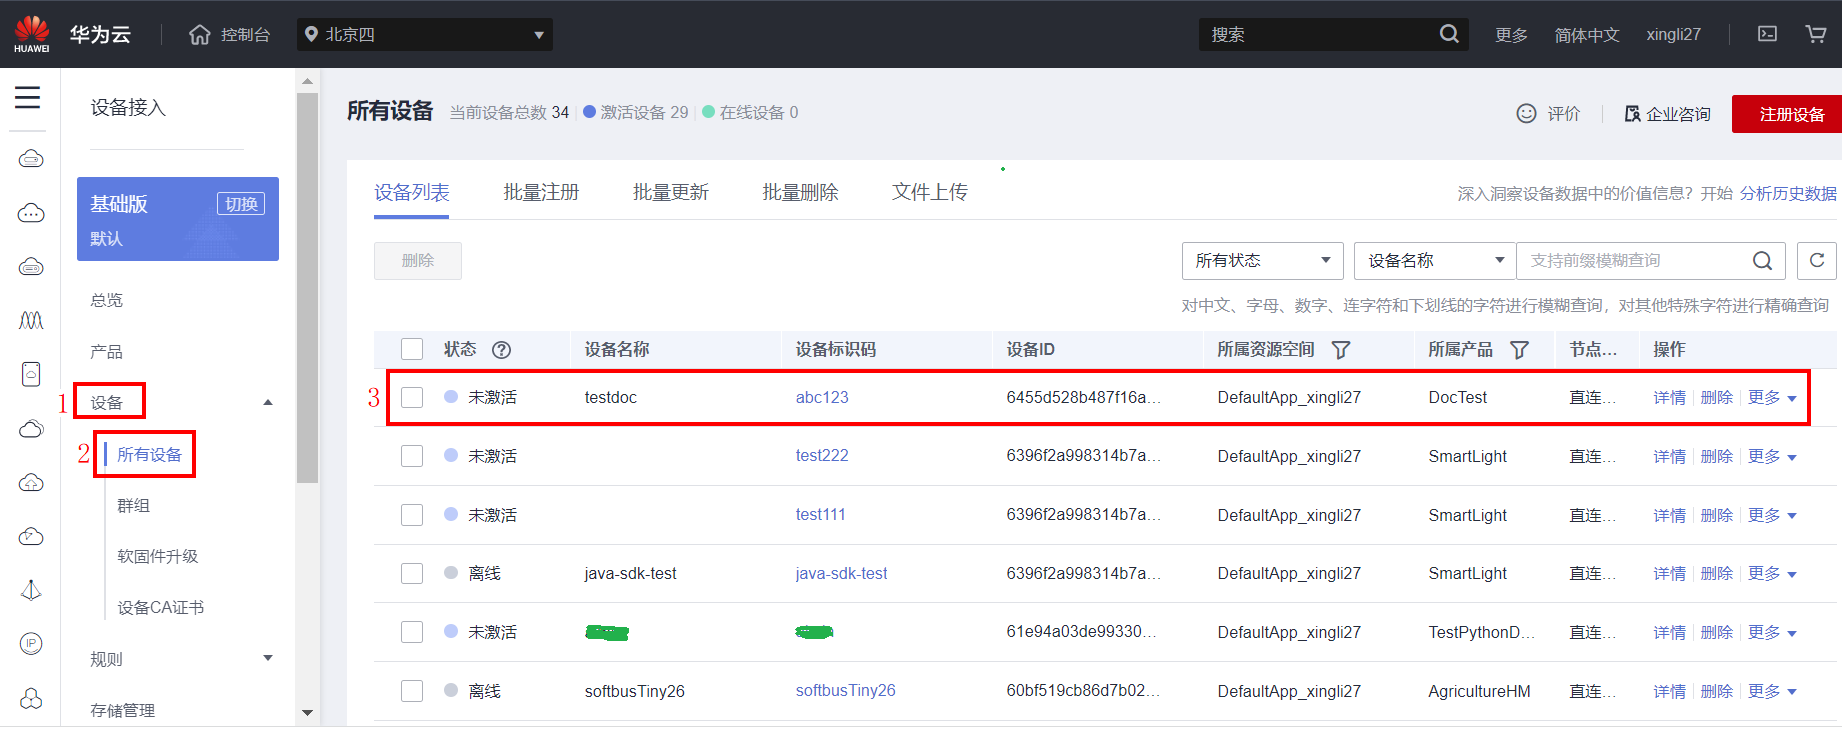 HUAWEI 华为云 控制台 北京四 搜索 更多 简体中文 xingli27
设备接入
基础版 切换
默认
总览
产品
1 设备
2 所有设备
群组
软固件升级
设备CA证书
规则
存储管理
IP
所有设备 当前设备总数 34 激活设备 29 在线设备 0 评价 企业咨询 注册设备
设备列表 批量注册 批量更新 批量删除 文件上传 深入洞察设备数据中的价值信息？开始 分析历史数据
删除 所有状态 设备名称 支持前缀模糊查询
对中文、字母、数字、连字符和下划线的字符进行模糊查询，对其他特殊字符进行精确查询
状态 ? 设备名称 设备标识码 设备ID 所属资源空间 所属产品 节点... 操作
3 未激活 testdoc abc123 6455d528b487f16a... DefaultApp_xingli27 DocTest 直连... 详情 删除 更多
未激活 test222 6396f2a998314b7a... DefaultApp_xingli27 SmartLight 直连... 详情 删除 更多
未激活 test111 6396f2a998314b7a... DefaultApp_xingli27 SmartLight 直连... 详情 删除 更多
离线 java-sdk-test java-sdk-test 6396f2a998314b7a... DefaultApp_xingli27 SmartLight 直连... 详情 删除 更多
未激活 61e94a03de99330... DefaultApp_xingli27 TestPythonD... 直连... 详情 删除 更多
离线 softbusTiny26 softbusTiny26 60bf519cb86d7b02... DefaultApp_xingli27 AgricultureHM 直连... 详情 删除 更多